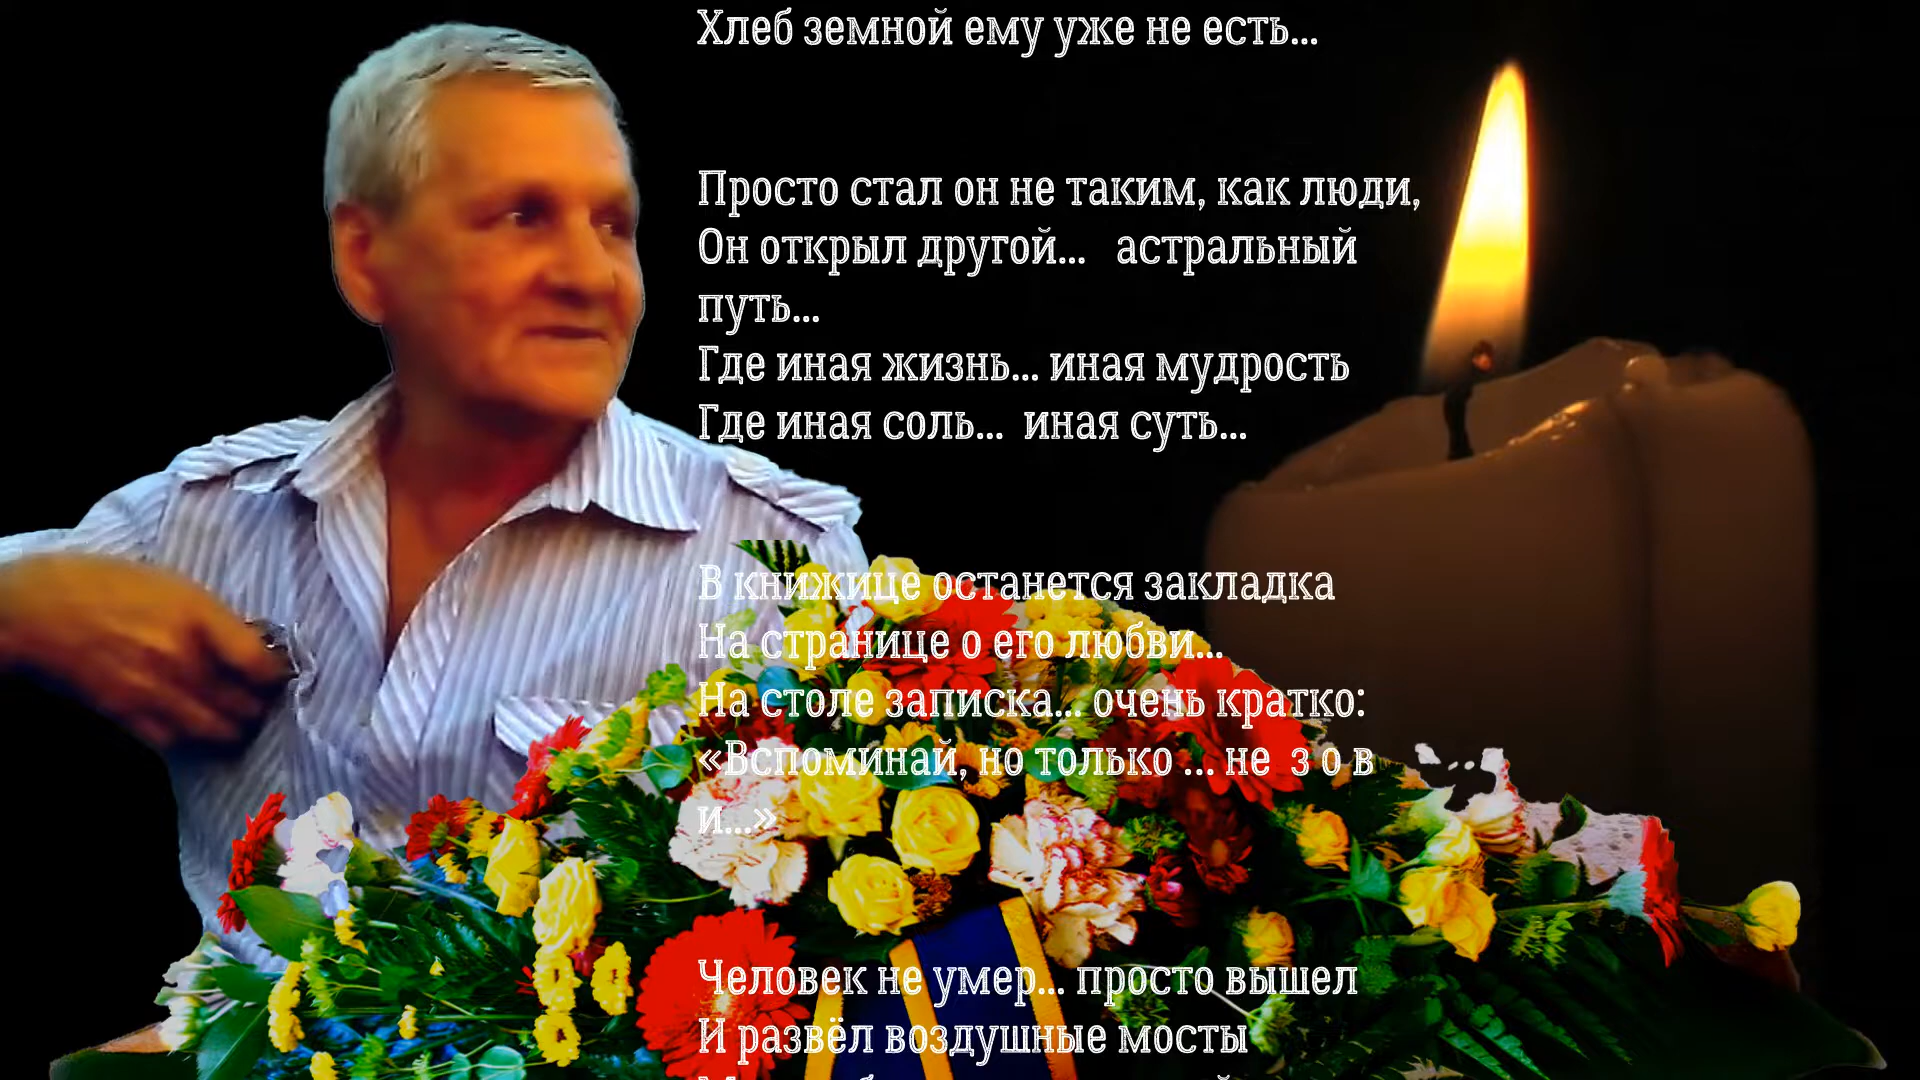 Хлеб земной ему уже не есть...
Просто стал он не таким, как люди,
Он открыл другой... астральный
путь...
Где иная жизнь... иная мудрость
Где иная соль... иная суть...
В книжице останется закладка
На странице о его любви...
На столе записка... очень кратко:
«Вспоминай, но только ... не з о в
и...»
Человек не умер... просто вышел
И развёл воздушные мосты